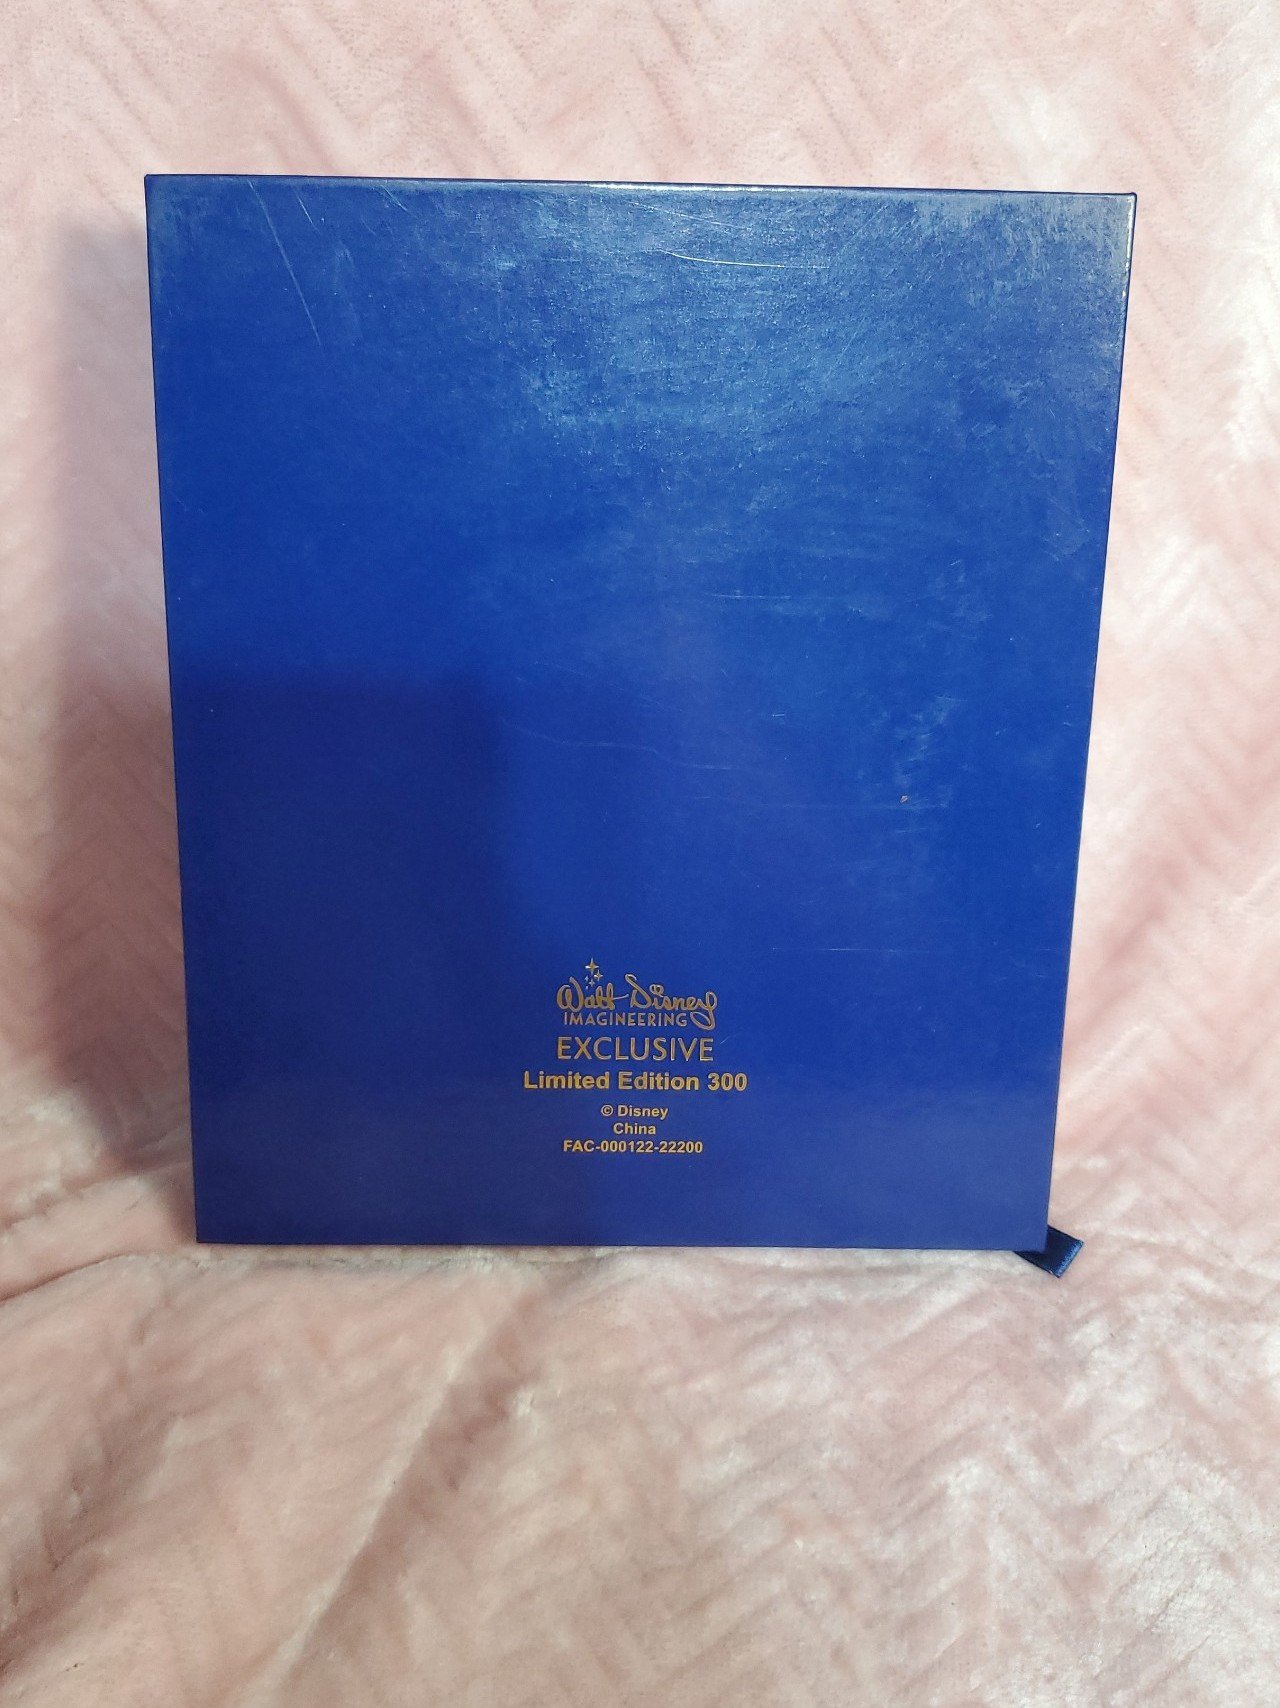 Walt Disney
IMAGINEERING
EXCLUSIVE
Limited Edition 300
© Disney
China
FAC-000122-22200